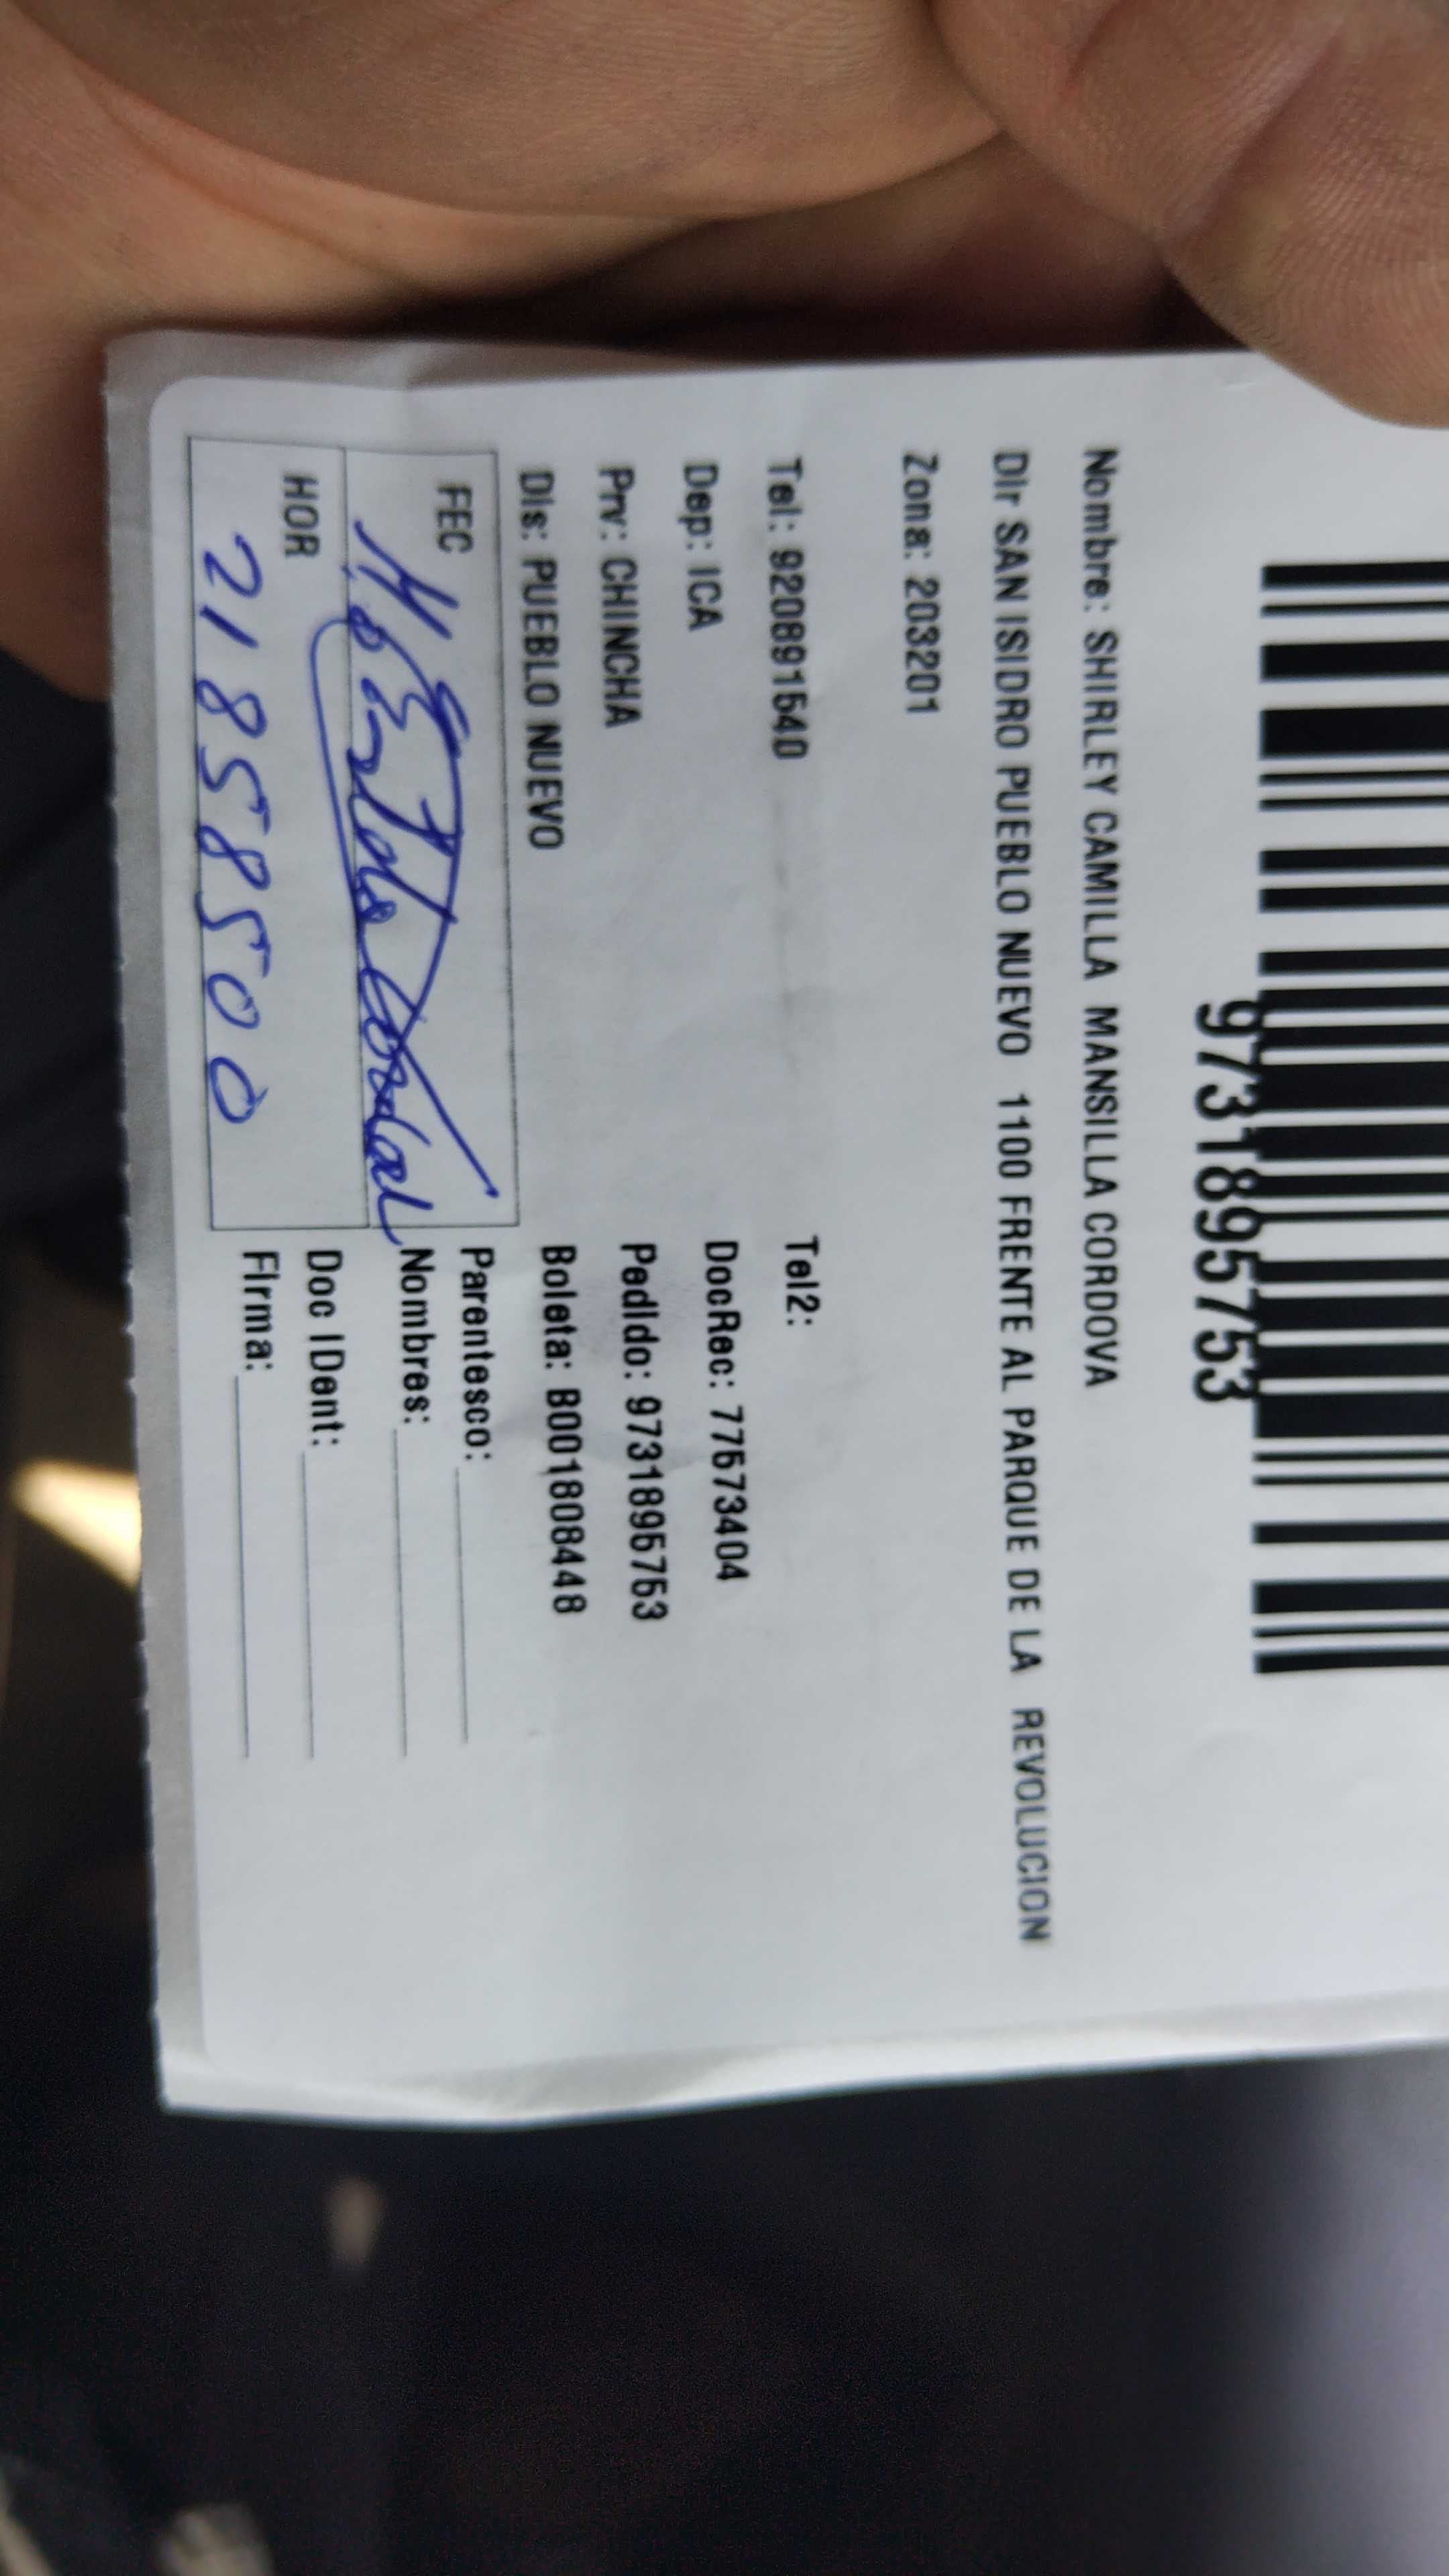 9731895753
Nombre: SHIRLEY CAMILLA MANSILLA CORDOVA
Dir SAN ISIDRO PUEBLO NUEVO 1100 FRENTE AL PARQUE DE LA REVOLUCION
Zona: 203201
Tel: 920891540 Tel2:
Dep: ICA DocRec: 77573404
Prv: CHINCHA Pedido: 9731895753
Dis: PUEBLO NUEVO Boleta: B001808448
FEC Parentesco:
Nombres:
HOR Doc IDent:
21858500 Firma: